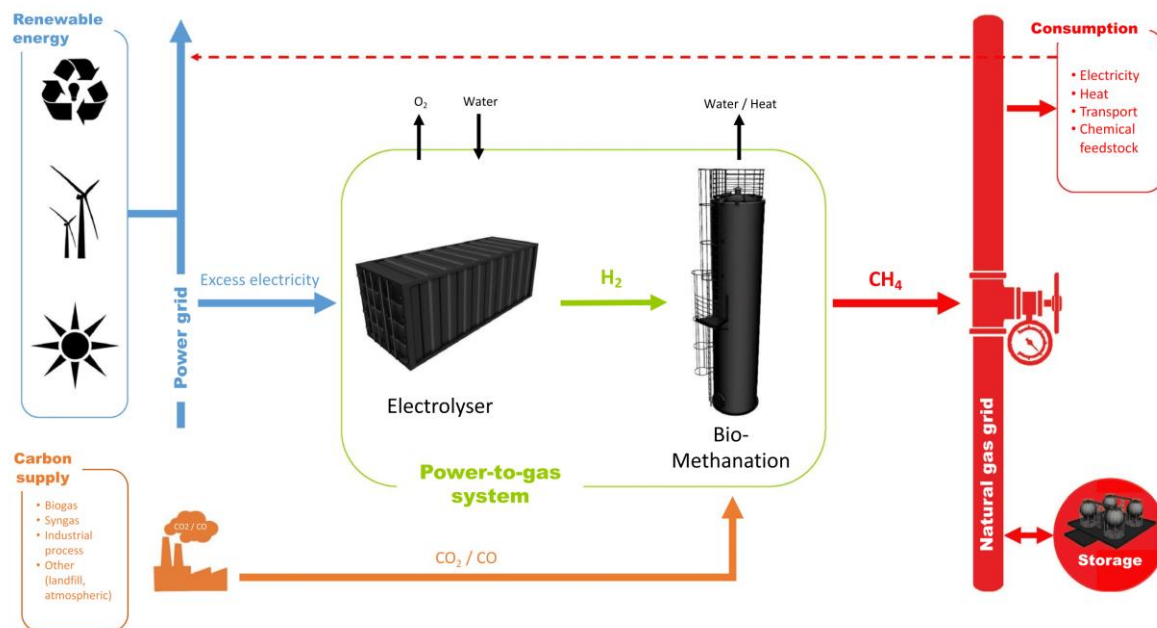 Renewable
energy
Power grid
Excess electricity
O₂
Water
Water / Heat
Electrolyser
H₂
Bio-
Methanation
Power-to-gas
system
CH₄
Natural gas grid
Consumption
• Electricity
• Heat
• Transport
• Chemical
feedstock
Storage
Carbon
supply
• Biogas
• Syngas
• Industrial
process
• Other
(landfill,
atmospheric)
CO2 / CO
CO₂ / CO